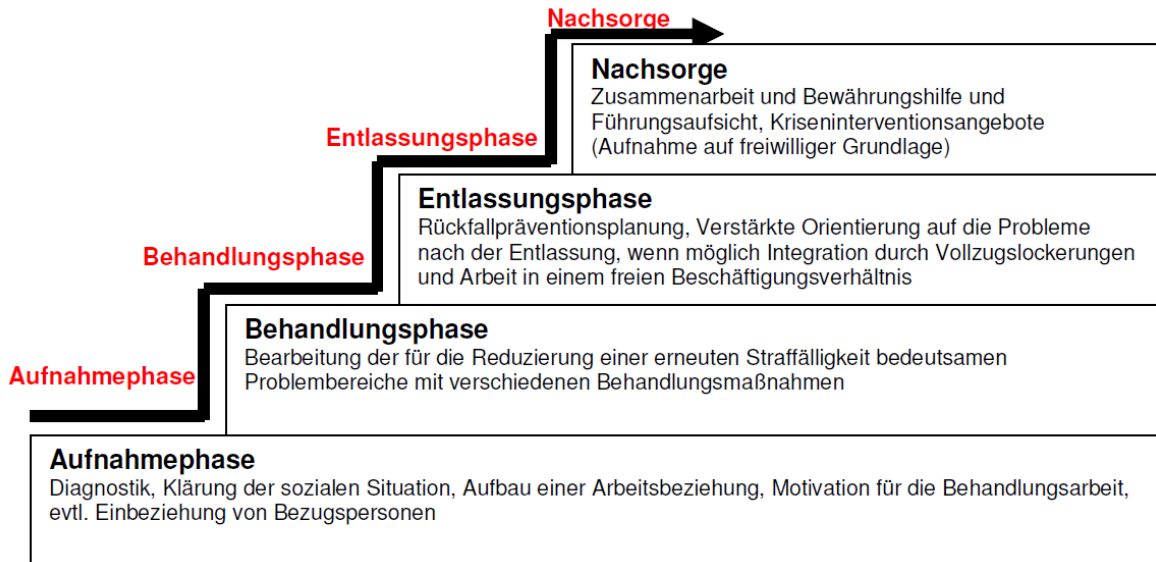 Nachsorge
Nachsorge
Zusammenarbeit und Bewährungshilfe und
Führungsaufsicht, Kriseninterventionsangebote
(Aufnahme auf freiwilliger Grundlage)
Entlassungsphase
Entlassungsphase
Rückfallpräventionsplanung, Verstärkte Orientierung auf die Probleme
nach der Entlassung, wenn möglich Integration durch Vollzugslockerungen
und Arbeit in einem freien Beschäftigungsverhältnis
Behandlungsphase
Behandlungsphase
Bearbeitung der für die Reduzierung einer erneuten Straffälligkeit bedeutsamen
Problembereiche mit verschiedenen Behandlungsmaßnahmen
Aufnahmephase
Aufnahmephase
Diagnostik, Klärung der sozialen Situation, Aufbau einer Arbeitsbeziehung, Motivation für die Behandlungsarbeit,
evtl. Einbeziehung von Bezugspersonen